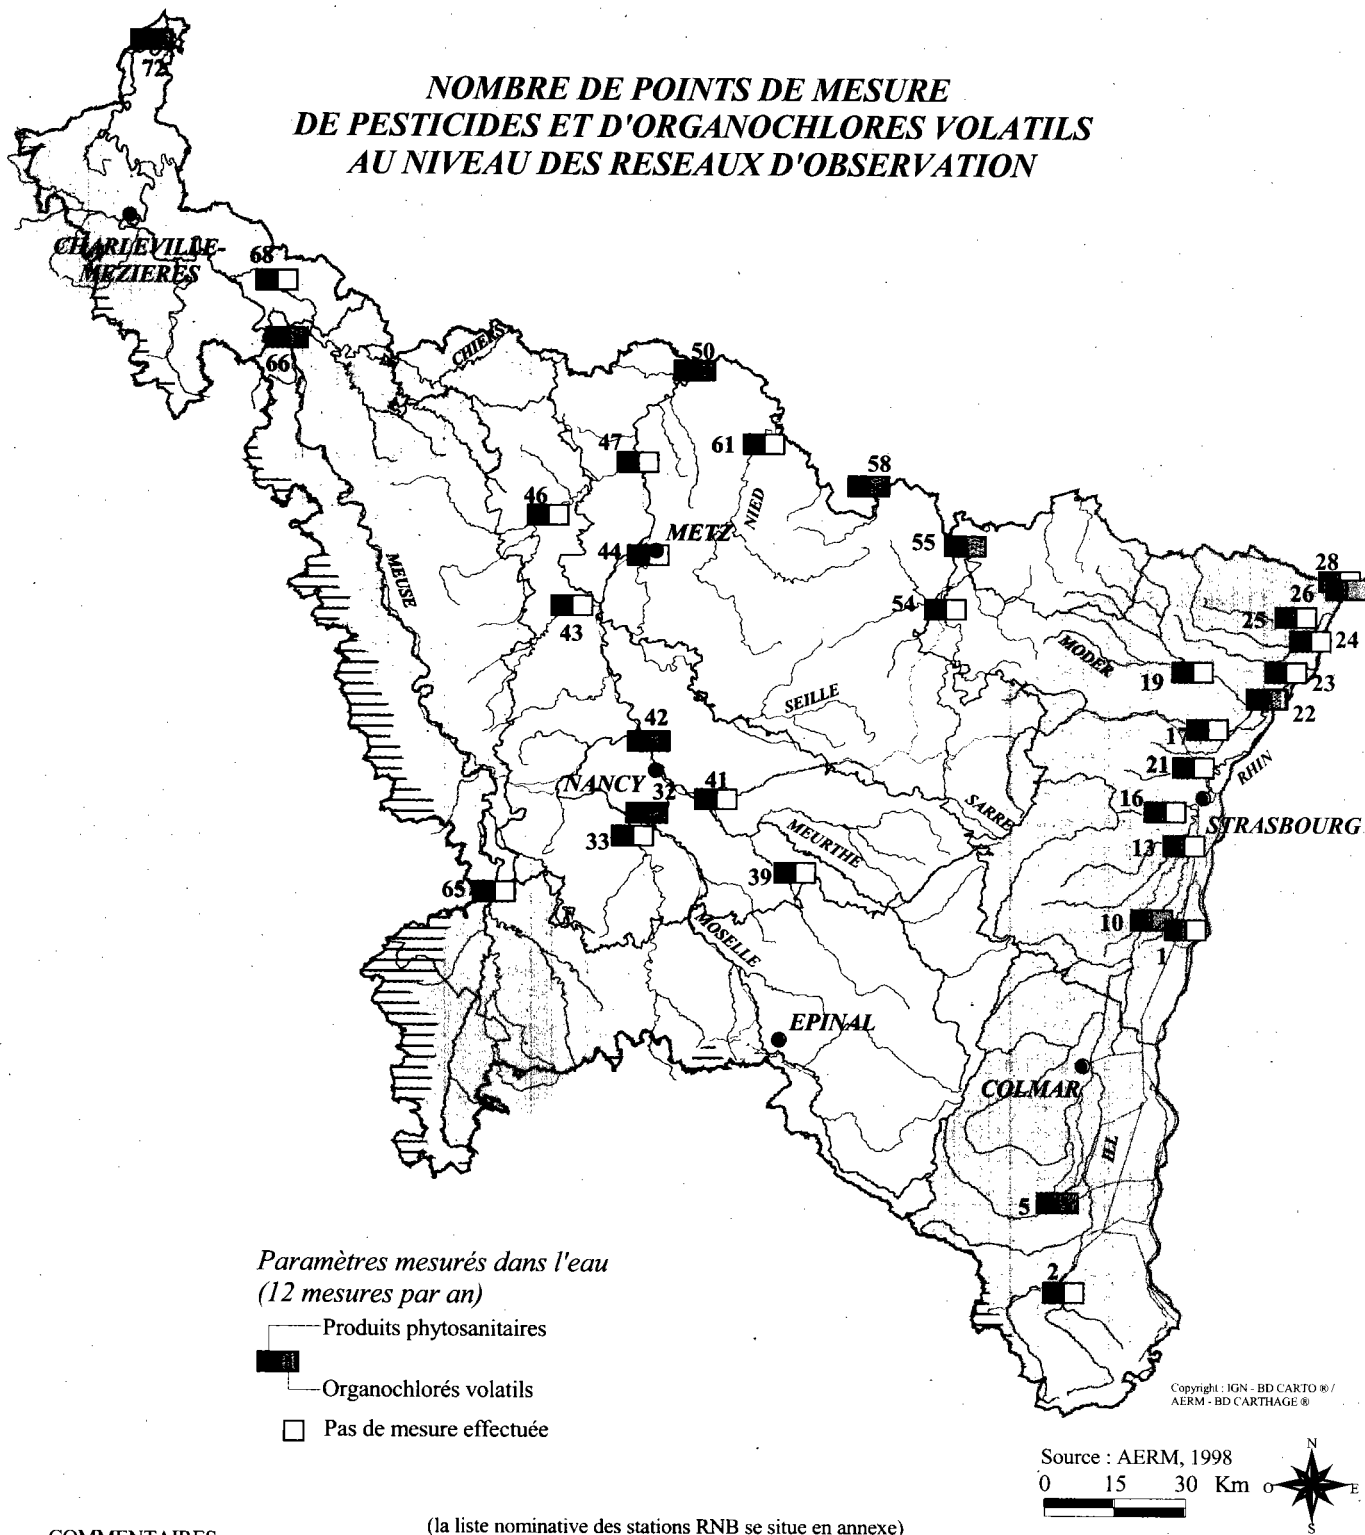 NOMBRE DE POINTS DE MESURE
DE PESTICIDES ET D'ORGANOCHLORES VOLATILS
AU NIVEAU DES RESEAUX D'OBSERVATION
72
CHARLEVILLE-
MEZIERES
68
66
CHIERS
50
47
61
58
46
NIED
METZ
44
55
MEUSE
28
26
54
25
43
24
MODER
19
23
SEILLE
22
42
17
NANCY
21
RHIN
32
41
16
SARRE
STRASBOURG
33
MEURTHE
13
39
65
10
MOSELLE
1
EPINAL
COLMAR
ILL
5
2
Paramètres mesurés dans l'eau
(12 mesures par an)
Produits phytosanitaires
Organochlorés volatils
Pas de mesure effectuée
Copyright : IGN - BD CARTO ® /
AERM - BD CARTHAGE ®
Source : AERM, 1998
0 15 30 Km
N
O E
S
(la liste nominative des stations RNB se situe en annexe)
COMMENTAIRES